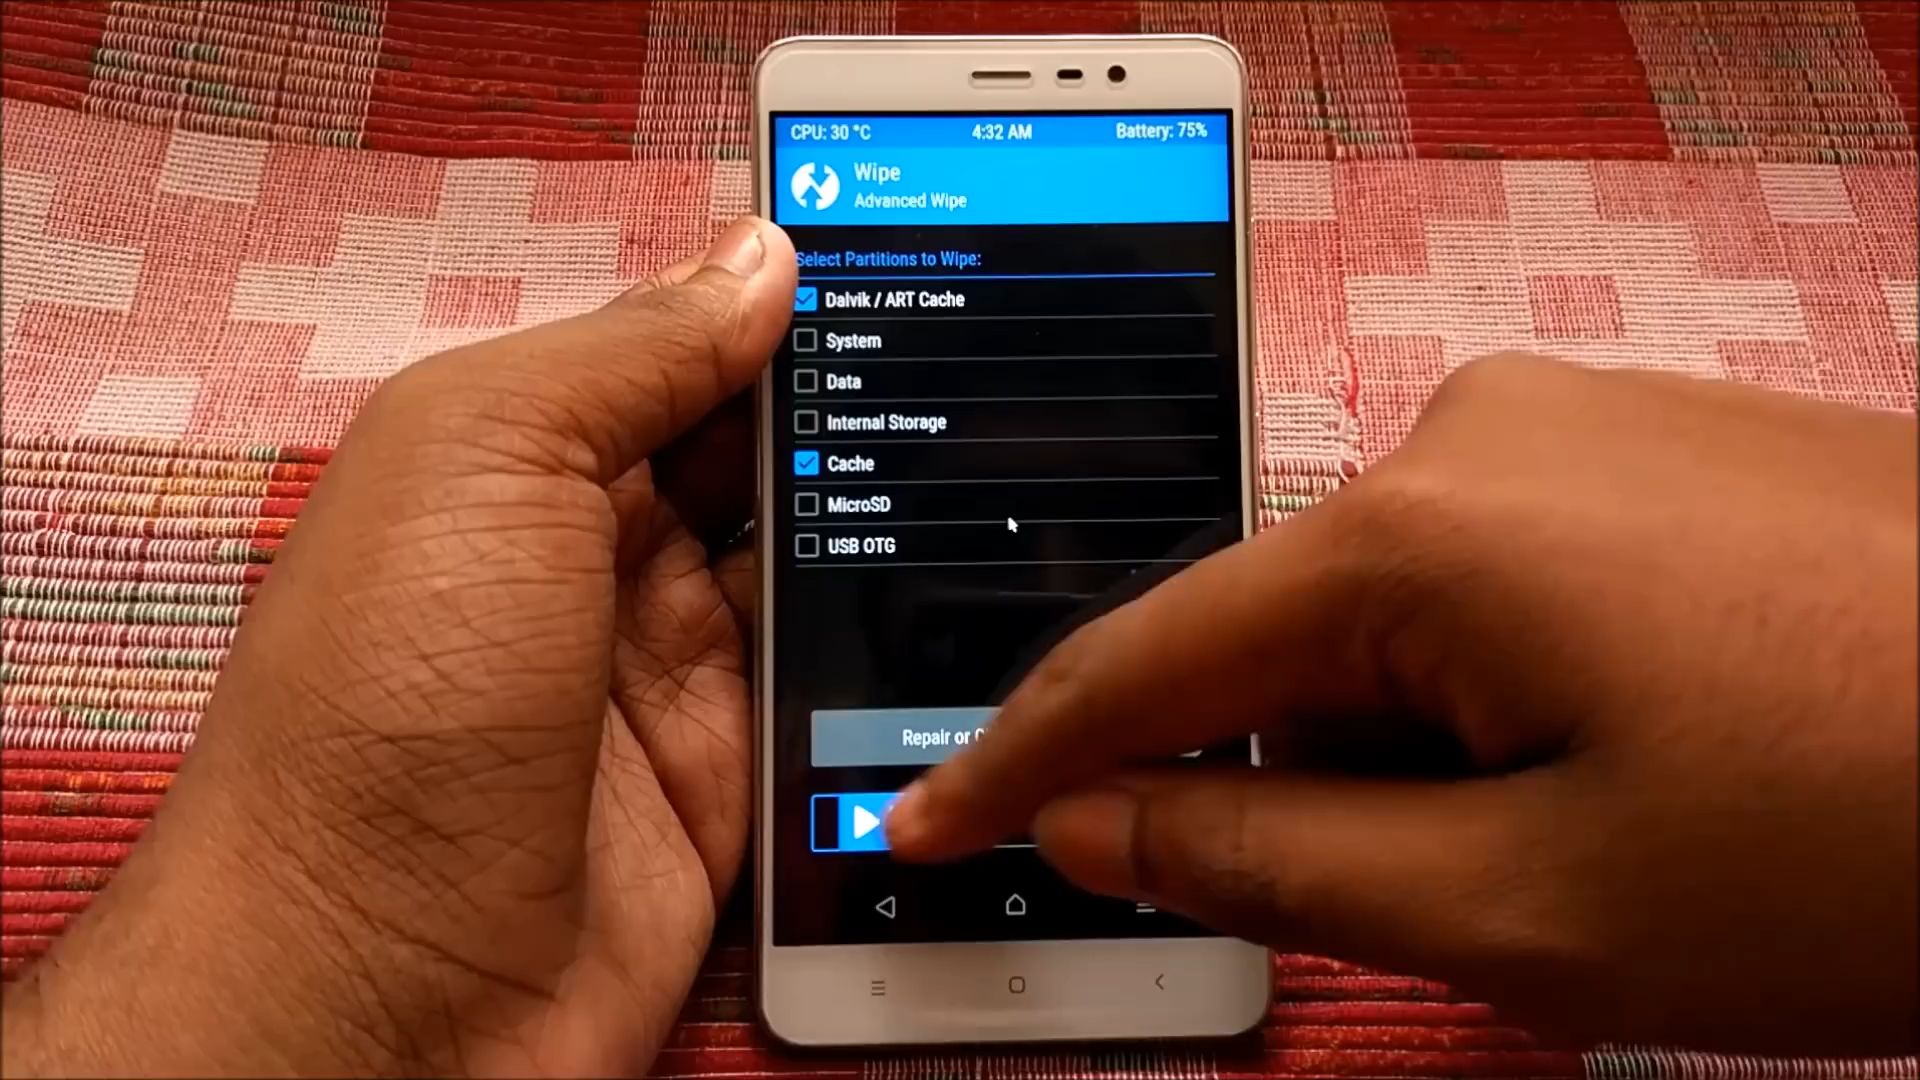 CPU: 30 °C 4:32 AM Battery: 75%
Wipe
Advanced Wipe
Select Partitions to Wipe:
Dalvik / ART Cache
System
Data
Internal Storage
Cache
MicroSD
USB OTG
Repair or